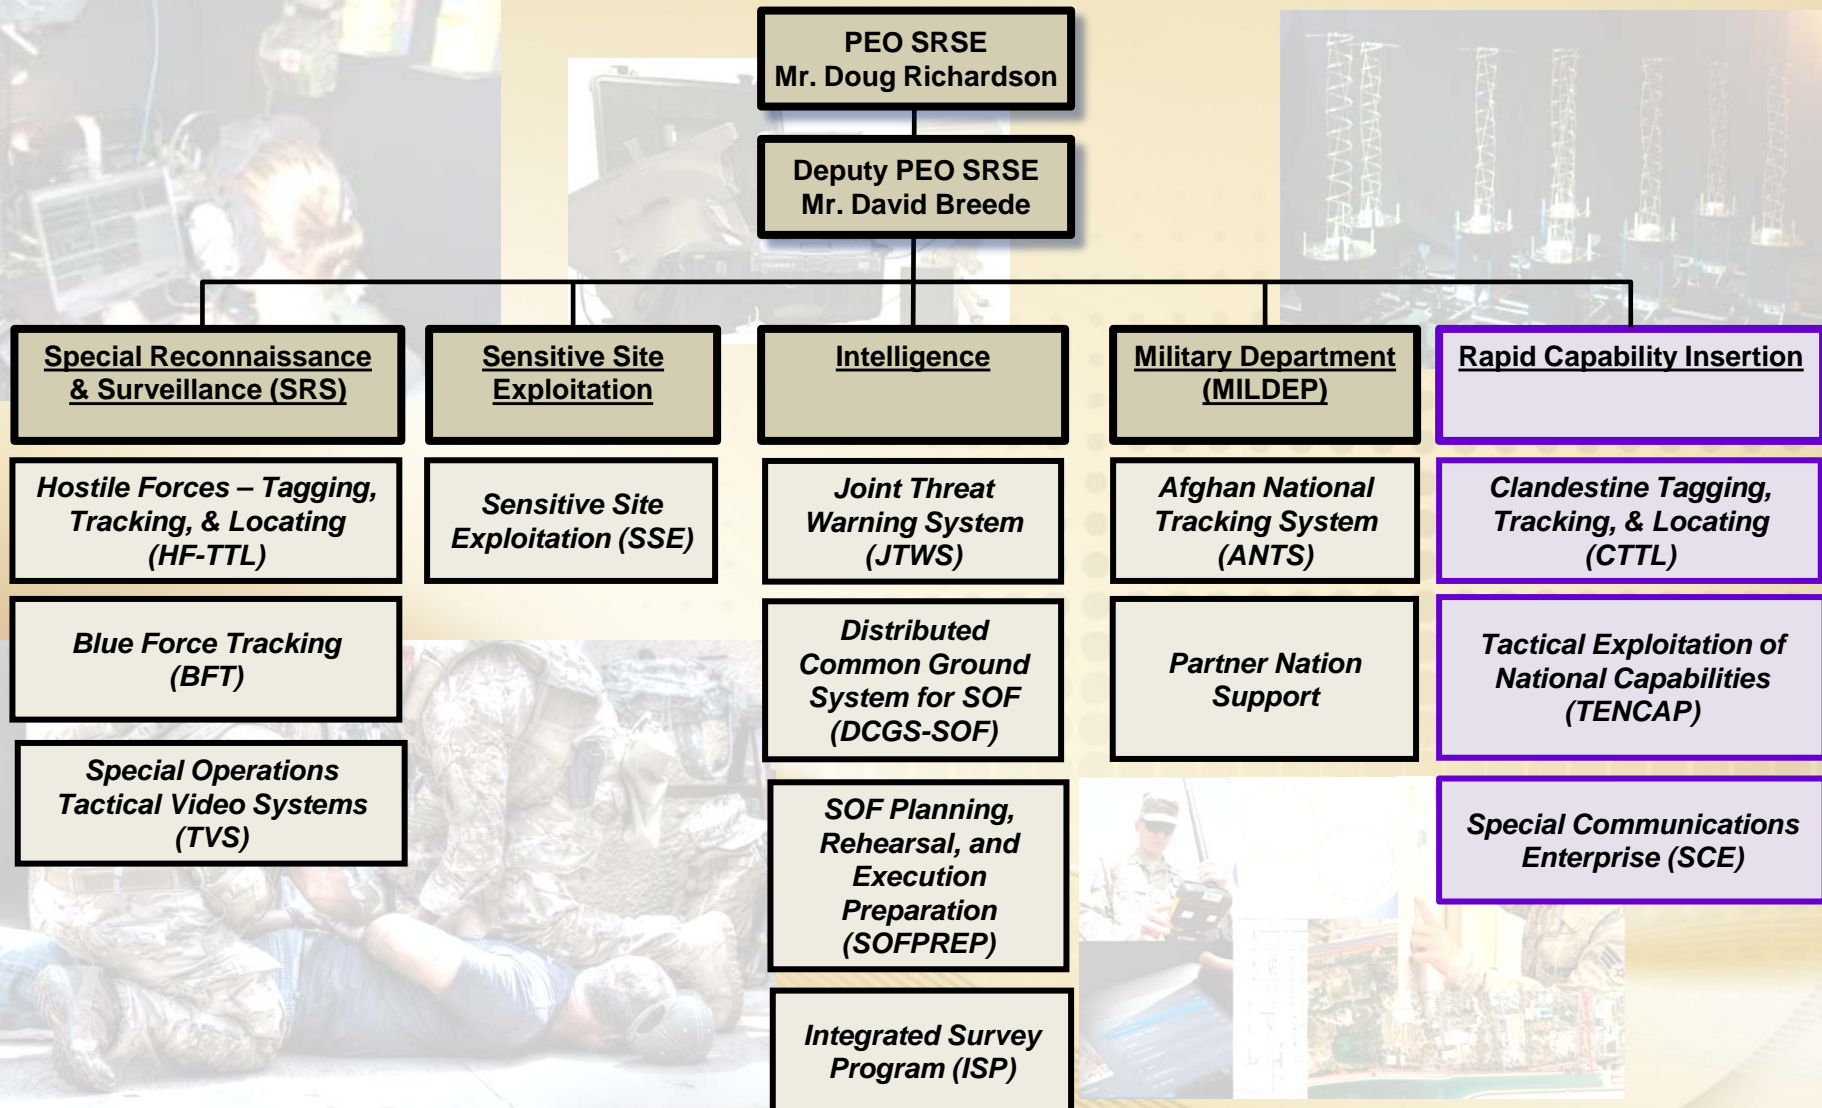 PEO SRSE
Mr. Doug Richardson
Deputy PEO SRSE
Mr. David Breede
Special Reconnaissance
& Surveillance (SRS)
Hostile Forces – Tagging,
Tracking, & Locating
(HF-TTL)
Blue Force Tracking
(BFT)
Special Operations
Tactical Video Systems
(TVS)
Sensitive Site
Exploitation
Sensitive Site
Exploitation (SSE)
Intelligence
Joint Threat
Warning System
(JTWS)
Distributed
Common Ground
System for SOF
(DCGS-SOF)
SOF Planning,
Rehearsal, and
Execution
Preparation
(SOFPREP)
Integrated Survey
Program (ISP)
Military Department
(MILDEP)
Afghan National
Tracking System
(ANTS)
Partner Nation
Support
Rapid Capability Insertion
Clandestine Tagging,
Tracking, & Locating
(CTTL)
Tactical Exploitation of
National Capabilities
(TENCAP)
Special Communications
Enterprise (SCE)